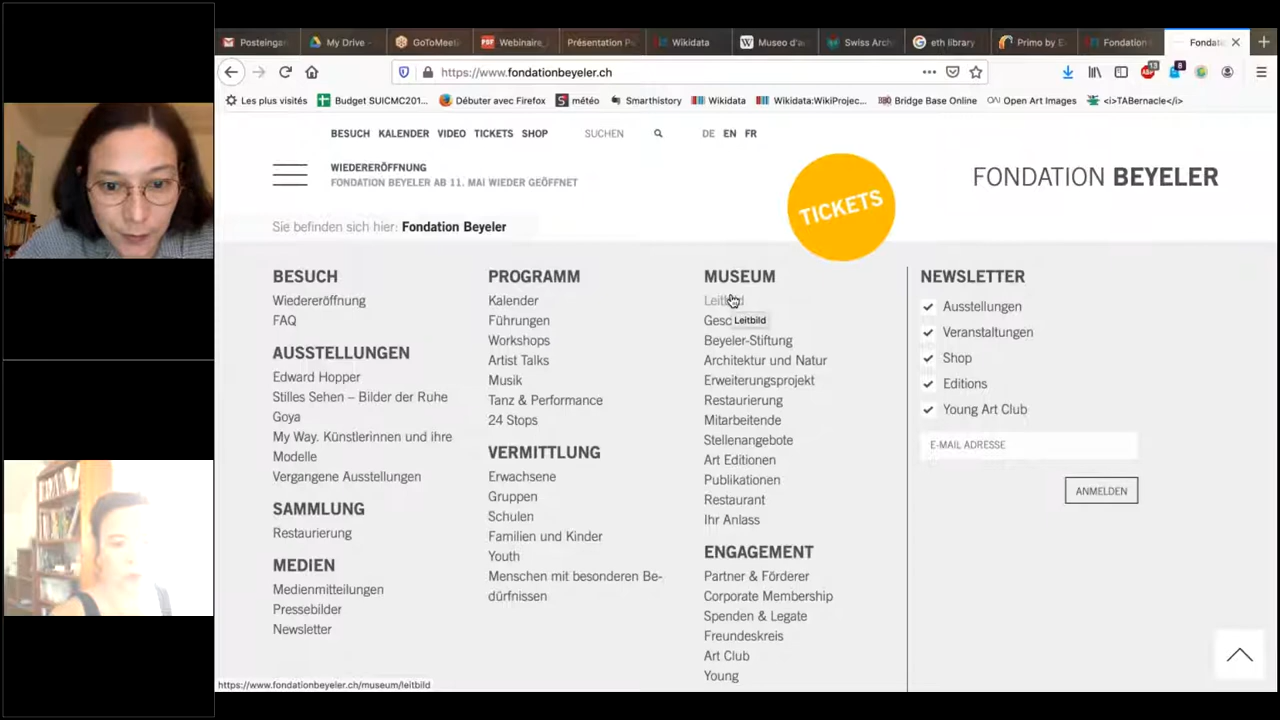 Posteingan
My Drive -
GoToMeeti
Webinaire_
Présentation Po
Wikidata
Museo d'ar
Swiss Arch
eth library
Primo by E
Fondation
Fondati
https://www.fondationbeyeler.ch
13
8
Les plus visités
Budget SUICMC201...
Débuter avec Firefox
météo
Smarthistory
Wikidata
Wikidata:WikiProjec...
Bridge Base Online
Open Art Images
<i>TABernacle</i>
BESUCH
KALENDER
VIDEO
TICKETS
SHOP
SUCHEN
DE
EN
FR
WIEDERERÖFFNUNG
FONDATION BEYELER AB 11. MAI WIEDER GEÖFFNET
TICKETS
FONDATION BEYELER
Sie befinden sich hier: Fondation Beyeler
BESUCH
Wiedereröffnung
FAQ
AUSSTELLUNGEN
Edward Hopper
Stilles Sehen – Bilder der Ruhe
Goya
My Way. Künstlerinnen und ihre
Modelle
Vergangene Ausstellungen
SAMMLUNG
Restaurierung
MEDIEN
Medienmitteilungen
Pressebilder
Newsletter
PROGRAMM
Kalender
Führungen
Workshops
Artist Talks
Musik
Tanz & Performance
24 Stops
VERMITTLUNG
Erwachsene
Gruppen
Schulen
Familien und Kinder
Youth
Menschen mit besonderen Be-
dürfnissen
MUSEUM
Leitbild
Leitbild
Beyeler-Stiftung
Architektur und Natur
Erweiterungsprojekt
Restaurierung
Mitarbeitende
Stellenangebote
Art Editionen
Publikationen
Restaurant
Ihr Anlass
ENGAGEMENT
Partner & Förderer
Corporate Membership
Spenden & Legate
Freundeskreis
Art Club
Young
NEWSLETTER
Ausstellungen
Veranstaltungen
Shop
Editions
Young Art Club
E-MAIL ADRESSE
ANMELDEN
https://www.fondationbeyeler.ch/museum/leitbild